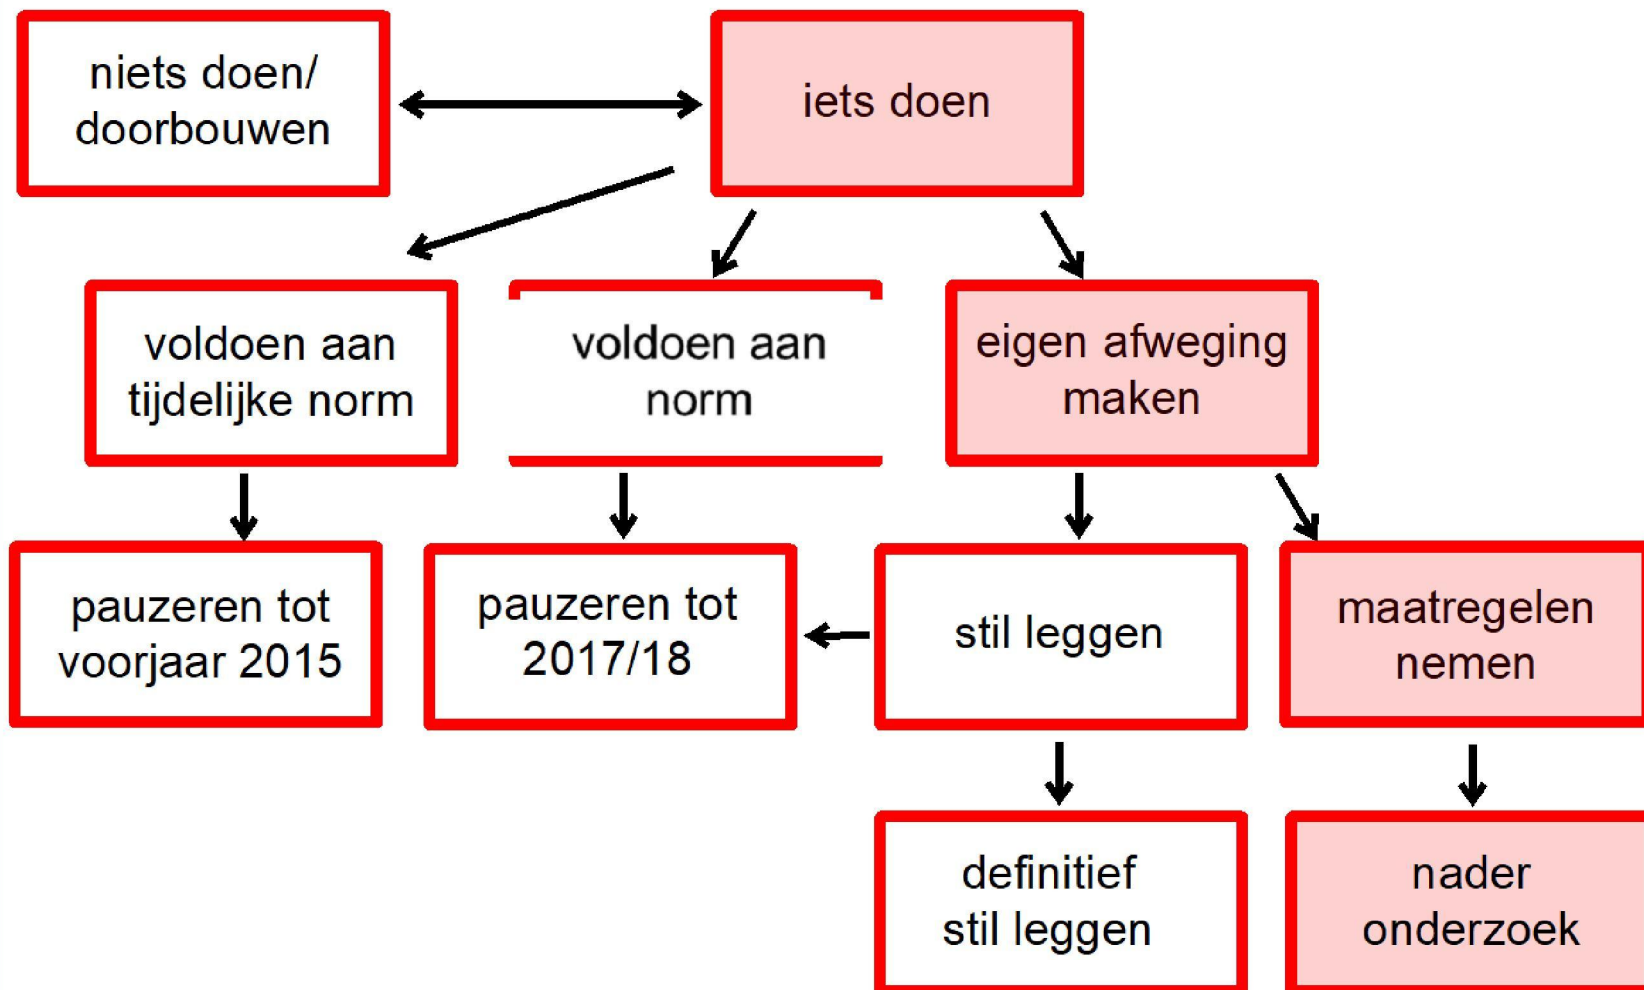 niets doen/
doorbouwen
iets doen
voldoen aan
tijdelijke norm
voldoen aan
norm
eigen afweging
maken
pauzeren tot
voorjaar 2015
pauzeren tot
2017/18
stil leggen
maatregelen
nemen
definitief
stil leggen
nader
onderzoek